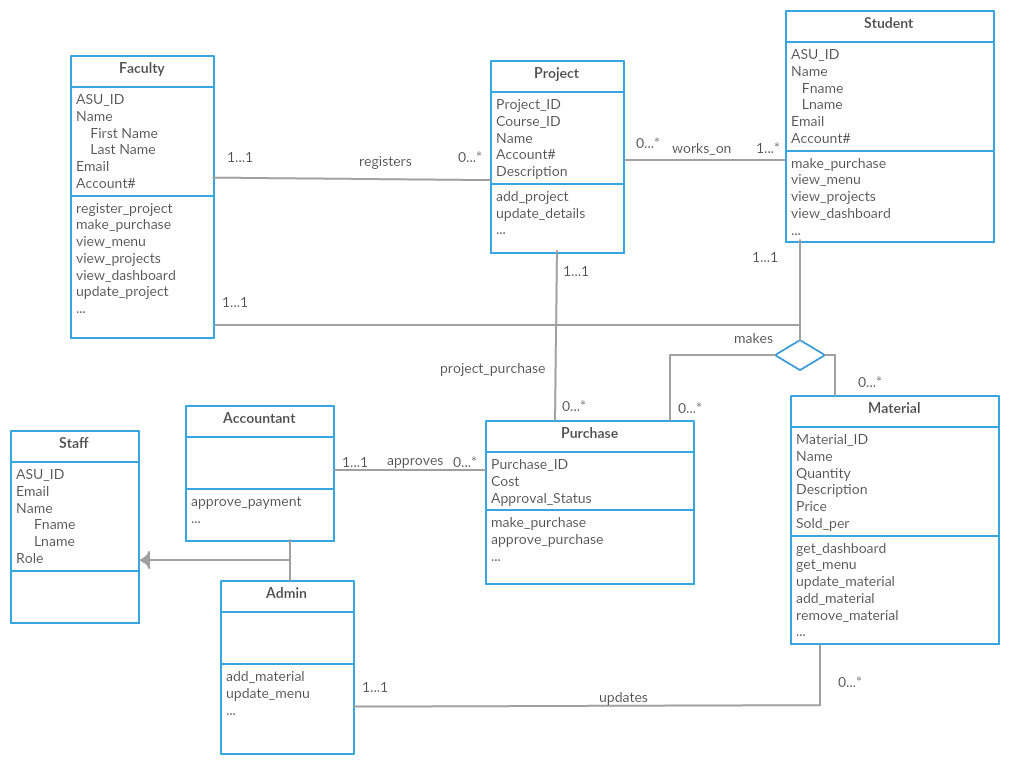 Student
ASU_ID
Name
Fname
Lname
Email
Account#
make_purchase
view_menu
view_projects
view_dashboard
...
Faculty
ASU_ID
Name
First Name
Last Name
Email
Account#
register_project
make_purchase
view_menu
view_projects
view_dashboard
update_project
...
Project
Project_ID
Course_ID
Name
Account#
Description
add_project
update_details
...
1...1
registers
0...*
0...*
works_on
1...*
1...1
1...1
1...1
makes
project_purchase
0...*
0...*
0...*
Accountant
approve_payment
...
Staff
ASU_ID
Email
Name
Fname
Lname
Role
1...1
approves
0...*
Purchase
Purchase_ID
Cost
Approval_Status
make_purchase
approve_purchase
...
Material
Material_ID
Name
Quantity
Description
Price
Sold_per
get_dashboard
get_menu
update_material
add_material
remove_material
...
Admin
add_material
update_menu
...
1...1
updates
0...*